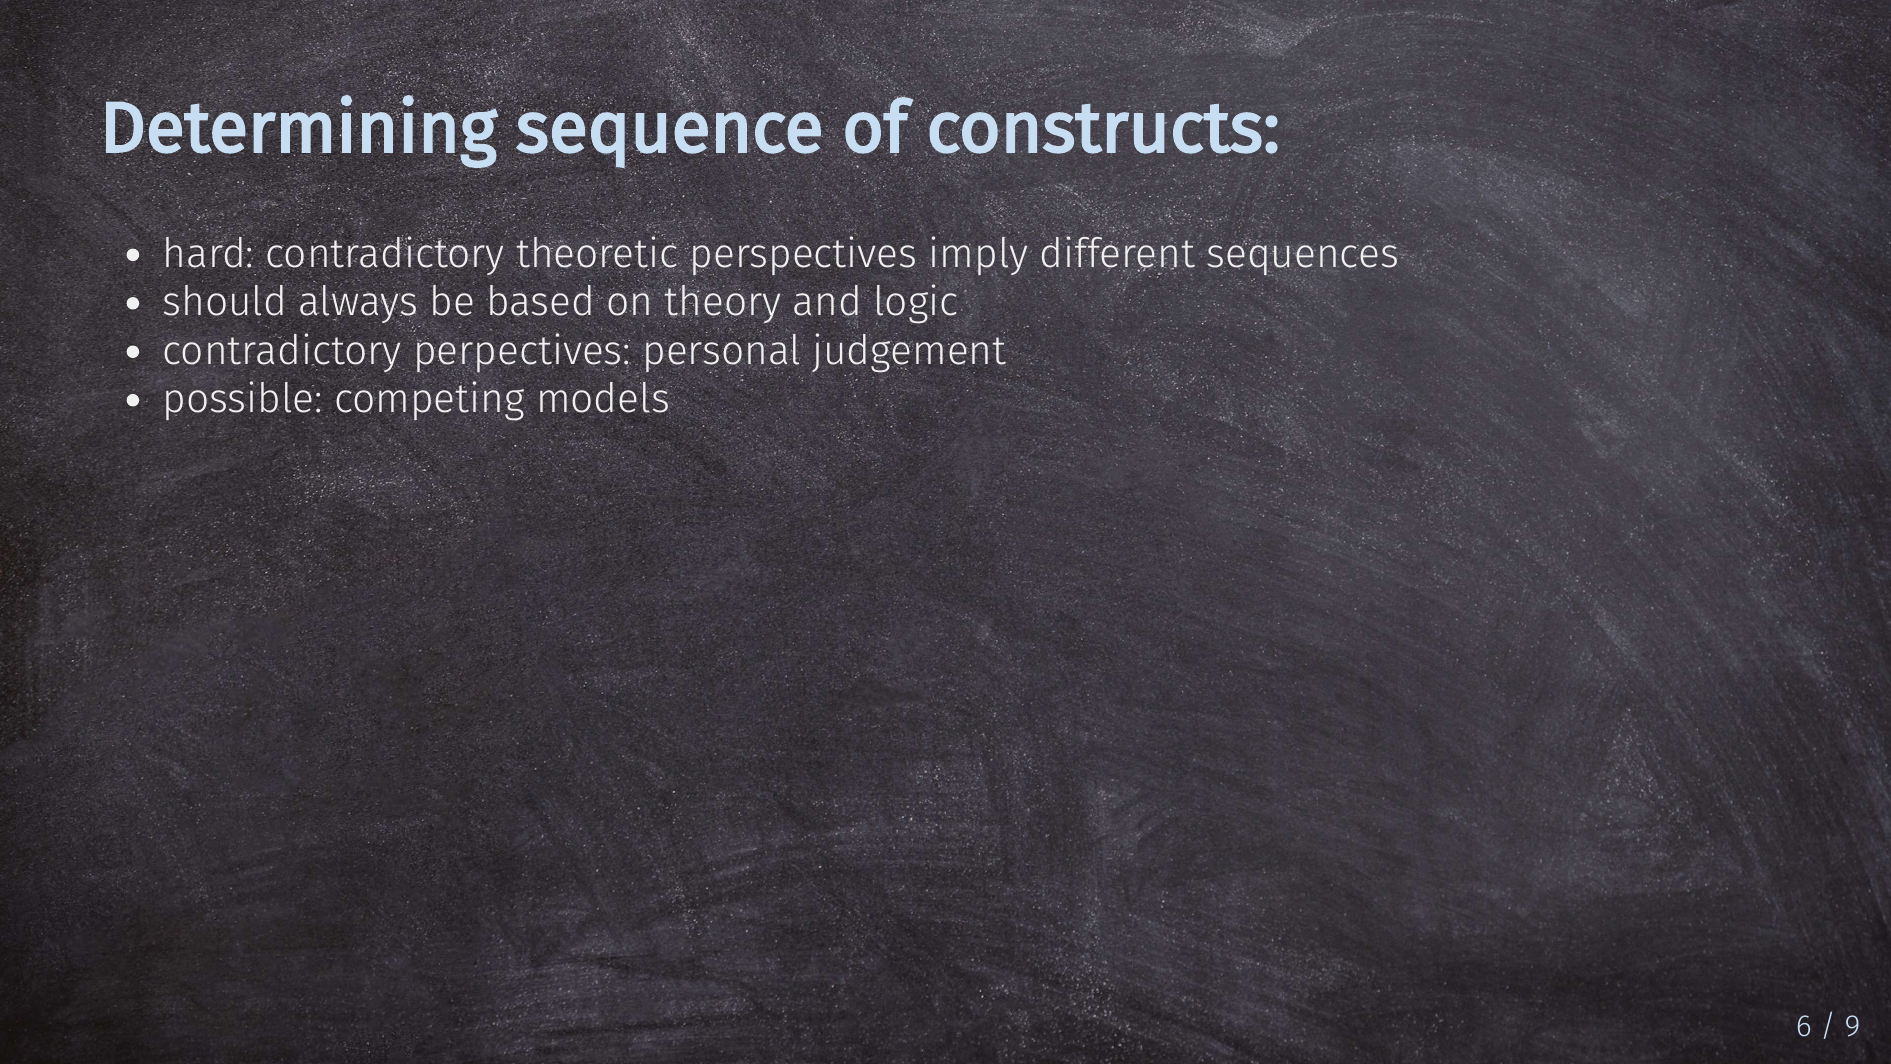 Determining sequence of constructs:
• hard: contradictory theoretic perspectives imply different sequences
• should always be based on theory and logic
• contradictory perpectives: personal judgement
• possible: competing models
6 / 9